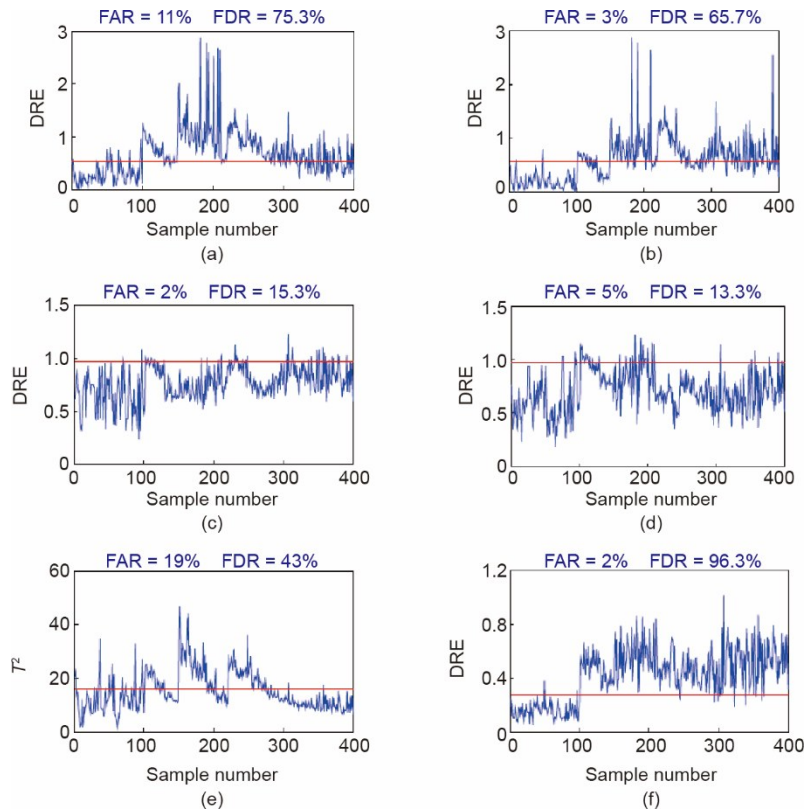 FAR = 11% FDR = 75.3%
3
2
1
0
DRE
0 100 200 300 400
Sample number
(a)
FAR = 3% FDR = 65.7%
3
2
1
0
DRE
0 100 200 300 400
Sample number
(b)
FAR = 2% FDR = 15.3%
1.5
1.0
0.5
0
DRE
0 100 200 300 400
Sample number
(c)
FAR = 5% FDR = 13.3%
1.5
1.0
0.5
0
DRE
0 100 200 300 400
Sample number
(d)
FAR = 19% FDR = 43%
60
40
20
0
T²
0 100 200 300 400
Sample number
(e)
FAR = 2% FDR = 96.3%
1.2
0.8
0.4
0
DRE
0 100 200 300 400
Sample number
(f)